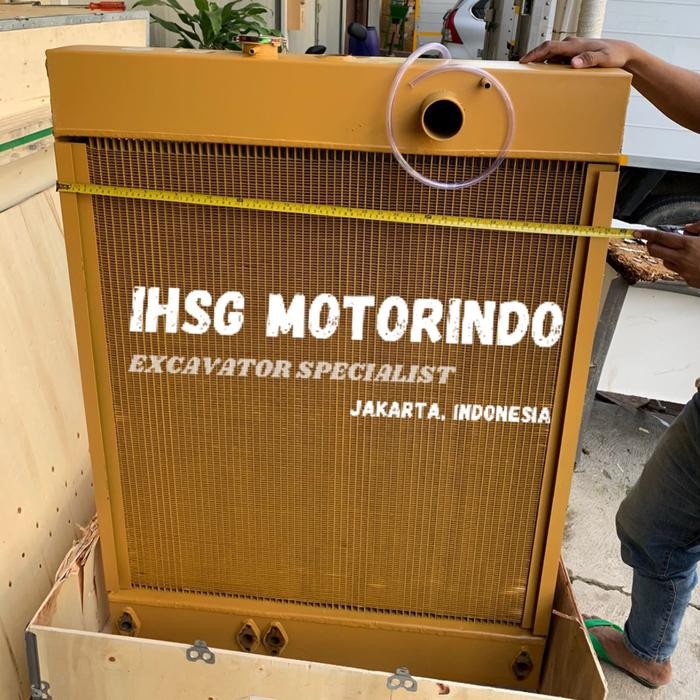 IHSG MOTORINDO
EXCAVATOR SPECIALIST
JAKARTA, INDONESIA